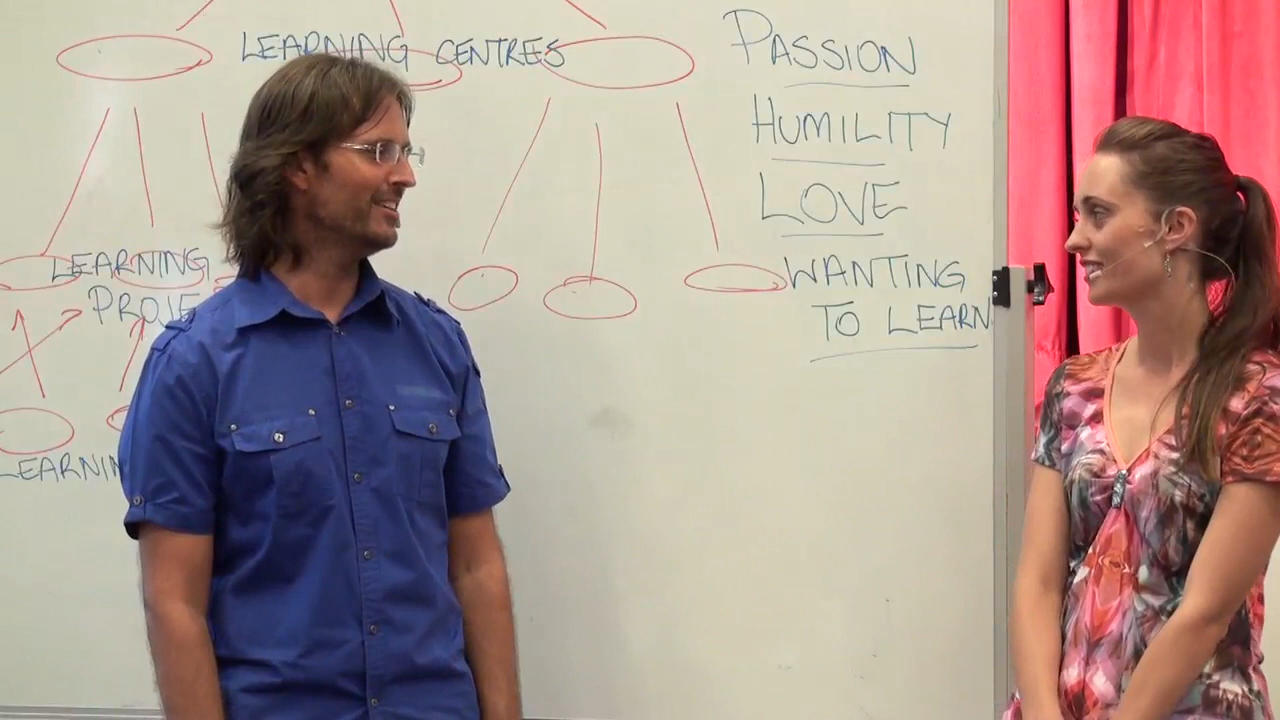 LEARNING CENTRES
PASSION
HUMILITY
LOVE
WANTING
TO LEARN
LEARNING